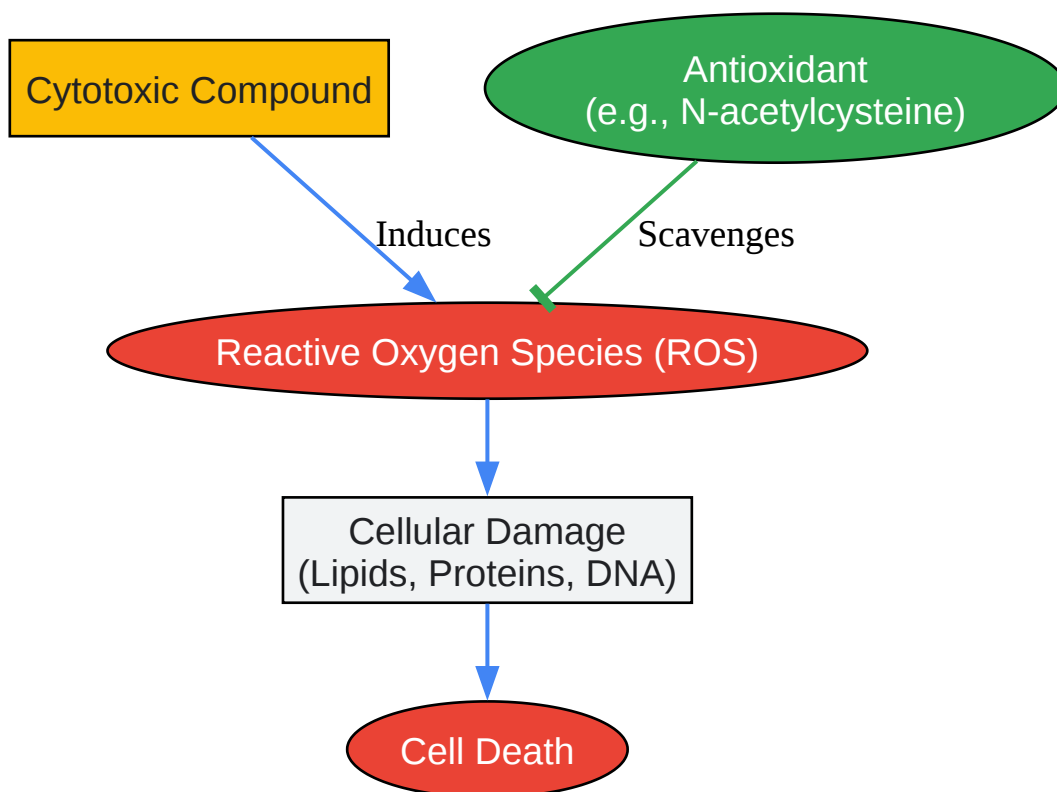 Cytotoxic Compound
Antioxidant
(e.g., N-acetylcysteine)
Induces
Scavenges
Reactive Oxygen Species (ROS)
Cellular Damage
(Lipids, Proteins, DNA)
Cell Death